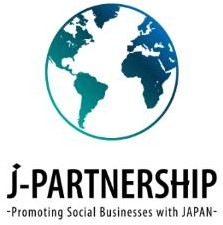 J-PARTNERSHIP
-Promoting Social Businesses with JAPAN-